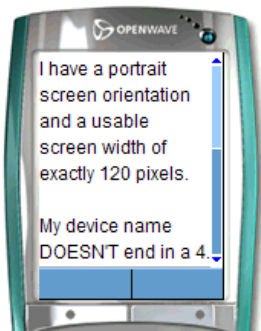 OPENWAVE
I have a portrait
screen orientation
and a usable
screen width of
exactly 120 pixels.
My device name
DOESN'T end in a 4.